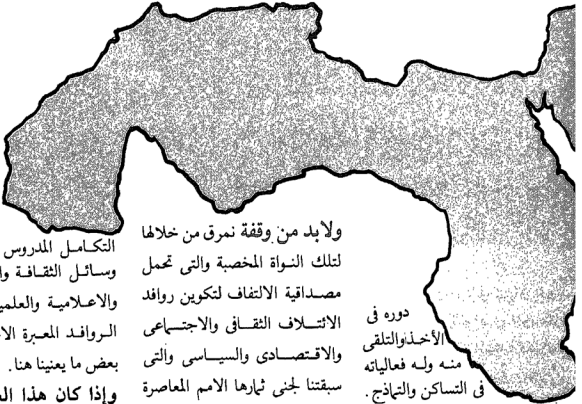 دوره فى
الأخذ والتلقى
منه وله فعالياته
فى التساكن والتمازج .
ولابد من وقفة نمرق من خلالها
لتلك النواة المخصبة والتى تحمل
مصداقية الالتفاف لتكوين روافد
الائتلاف الثقافى والاجتماعى
والاقتصادى والسياسى والتى
سبقتنا لجنى ثمارها الامم المعاصرة
التكامل المدروس
وسائل الثقافة
والاعلامية والعلمي
الروافد المعبرة
بعض ما يعنينا هنا .
وإذا كان هذا